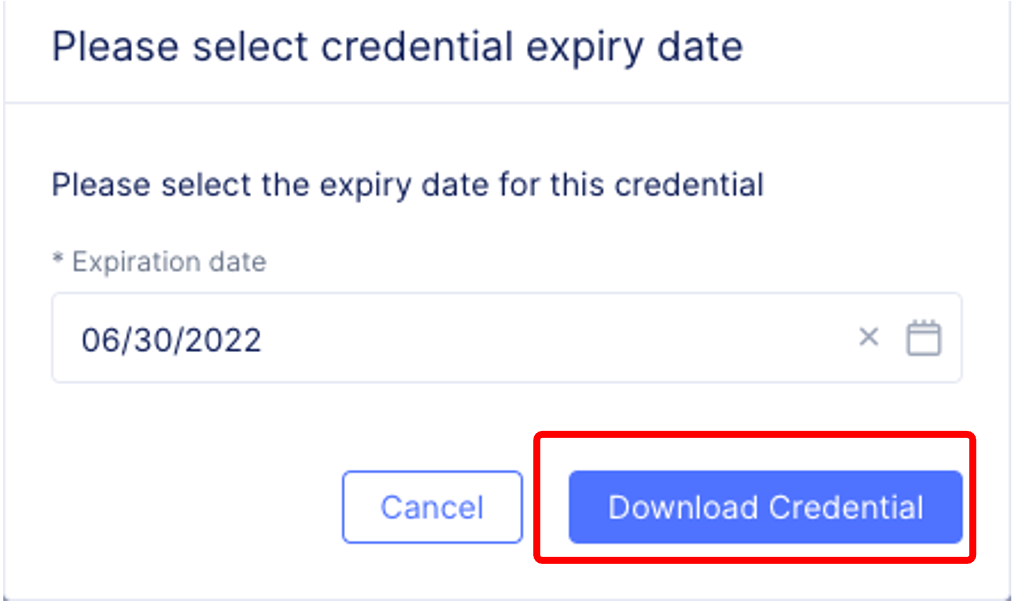 Please select credential expiry date
Please select the expiry date for this credential
* Expiration date
06/30/2022
Cancel
Download Credential